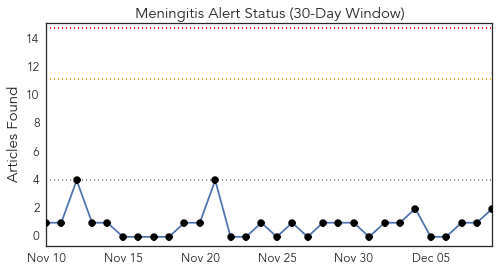 Meningitis Alert Status (30-Day Window)
Articles Found
14
12
10
8
6
4
2
0
Nov 10 Nov 15 Nov 20 Nov 25 Nov 30 Dec 05